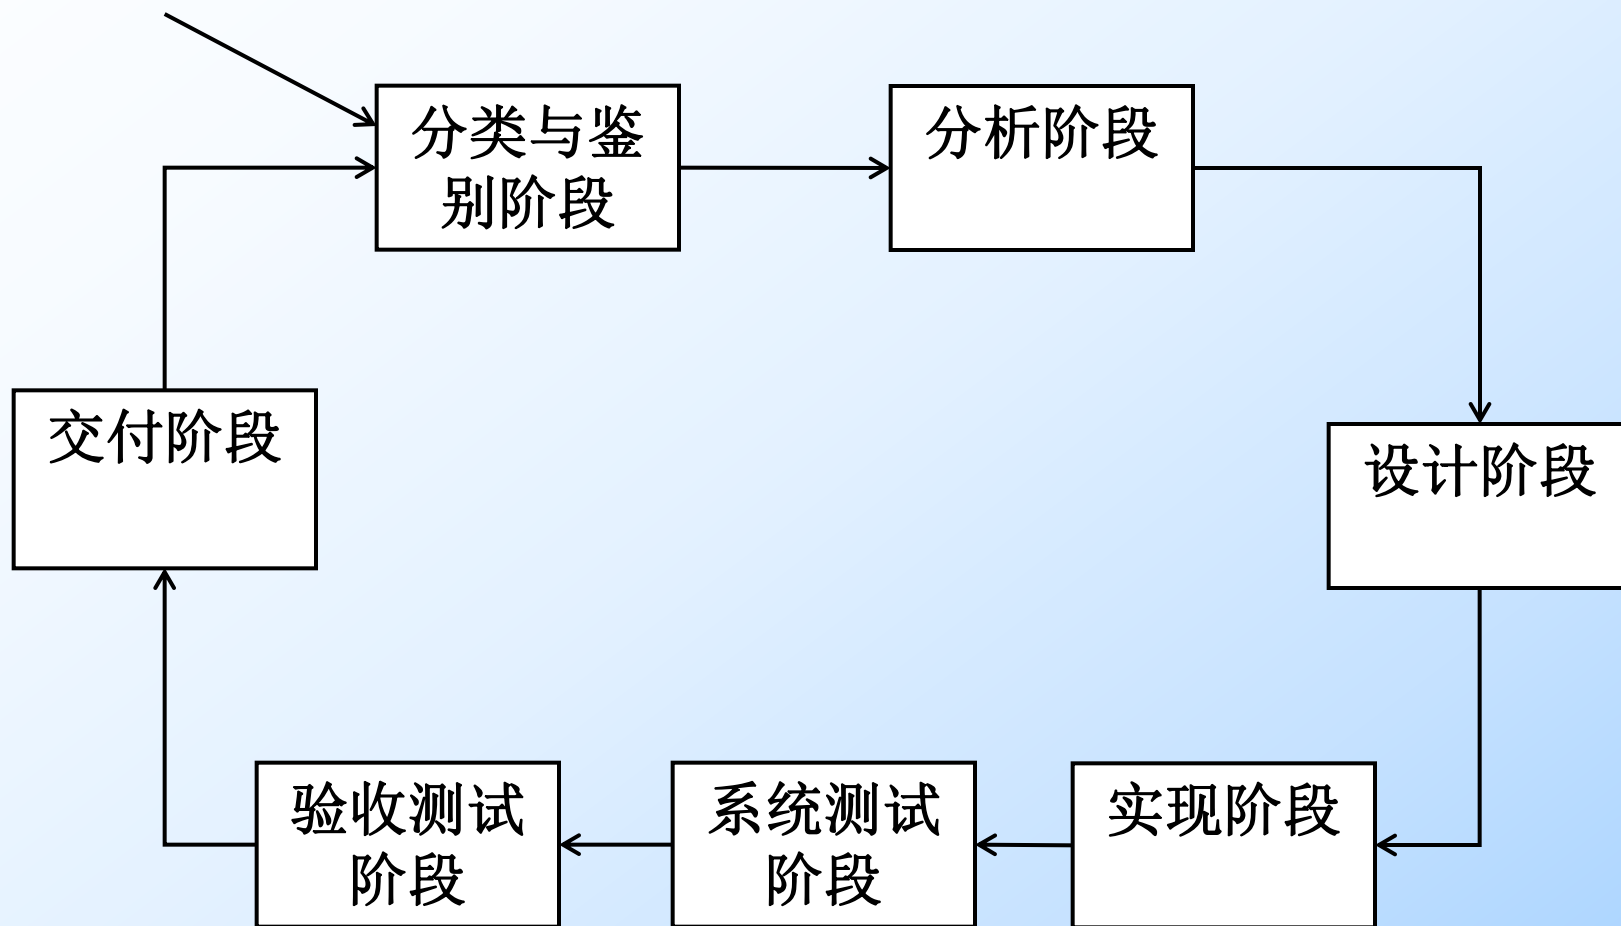 分类与鉴
别阶段
分析阶段
交付阶段
设计阶段
验收测试
阶段
系统测试
阶段
实现阶段